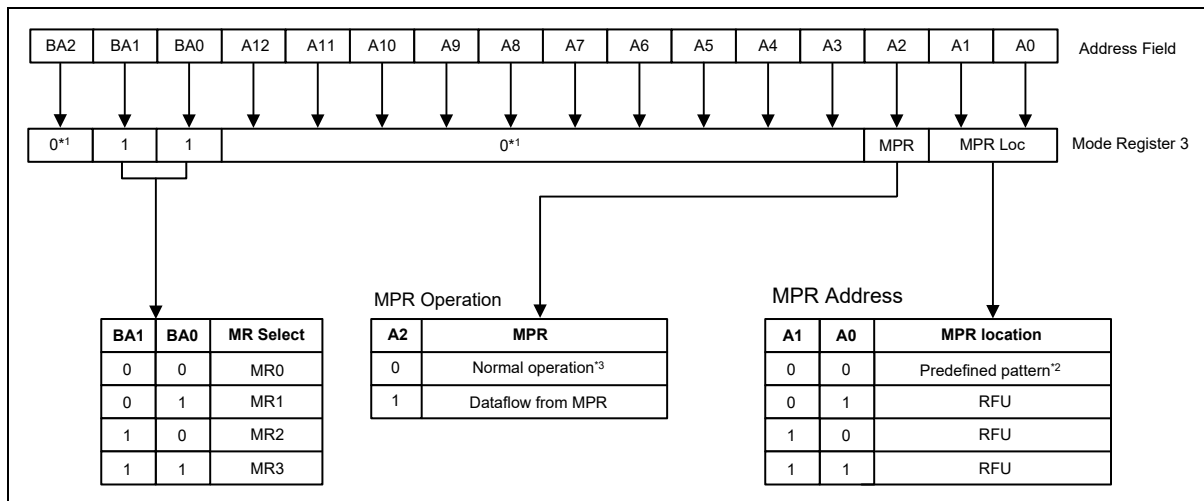 BA2 BA1 BA0 A12 A11 A10 A9 A8 A7 A6 A5 A4 A3 A2 A1 A0 Address Field
0*1 1 1 0*1 MPR MPR Loc Mode Register 3
MPR Operation
MPR Address
BA1 BA0 MR Select
0 0 MR0
0 1 MR1
1 0 MR2
1 1 MR3
A2 MPR
0 Normal operation*3
1 Dataflow from MPR
A1 A0 MPR location
0 0 Predefined pattern*2
0 1 RFU
1 0 RFU
1 1 RFU